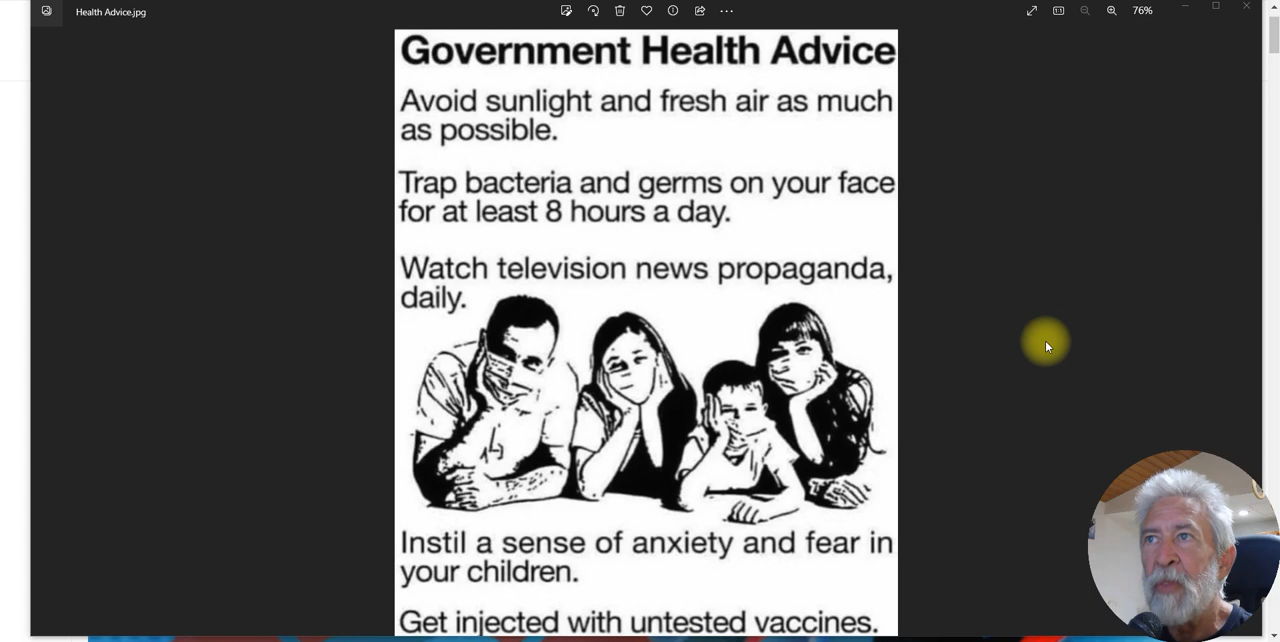 Health Advice.jpg
76%
Government Health Advice
Avoid sunlight and fresh air as much
as possible.
Trap bacteria and germs on your face
for at least 8 hours a day.
Watch television news propaganda,
daily.
Instil a sense of anxiety and fear in
your children.
Get injected with untested vaccines.